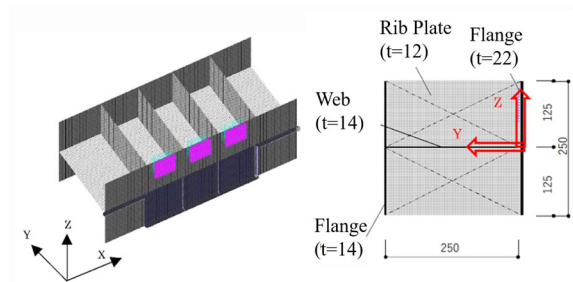 Rib Plate
(t=12)
Flange
(t=22)
Web
(t=14)
Z
Y
125
250
125
Flange
(t=14)
250
Y
Z
X